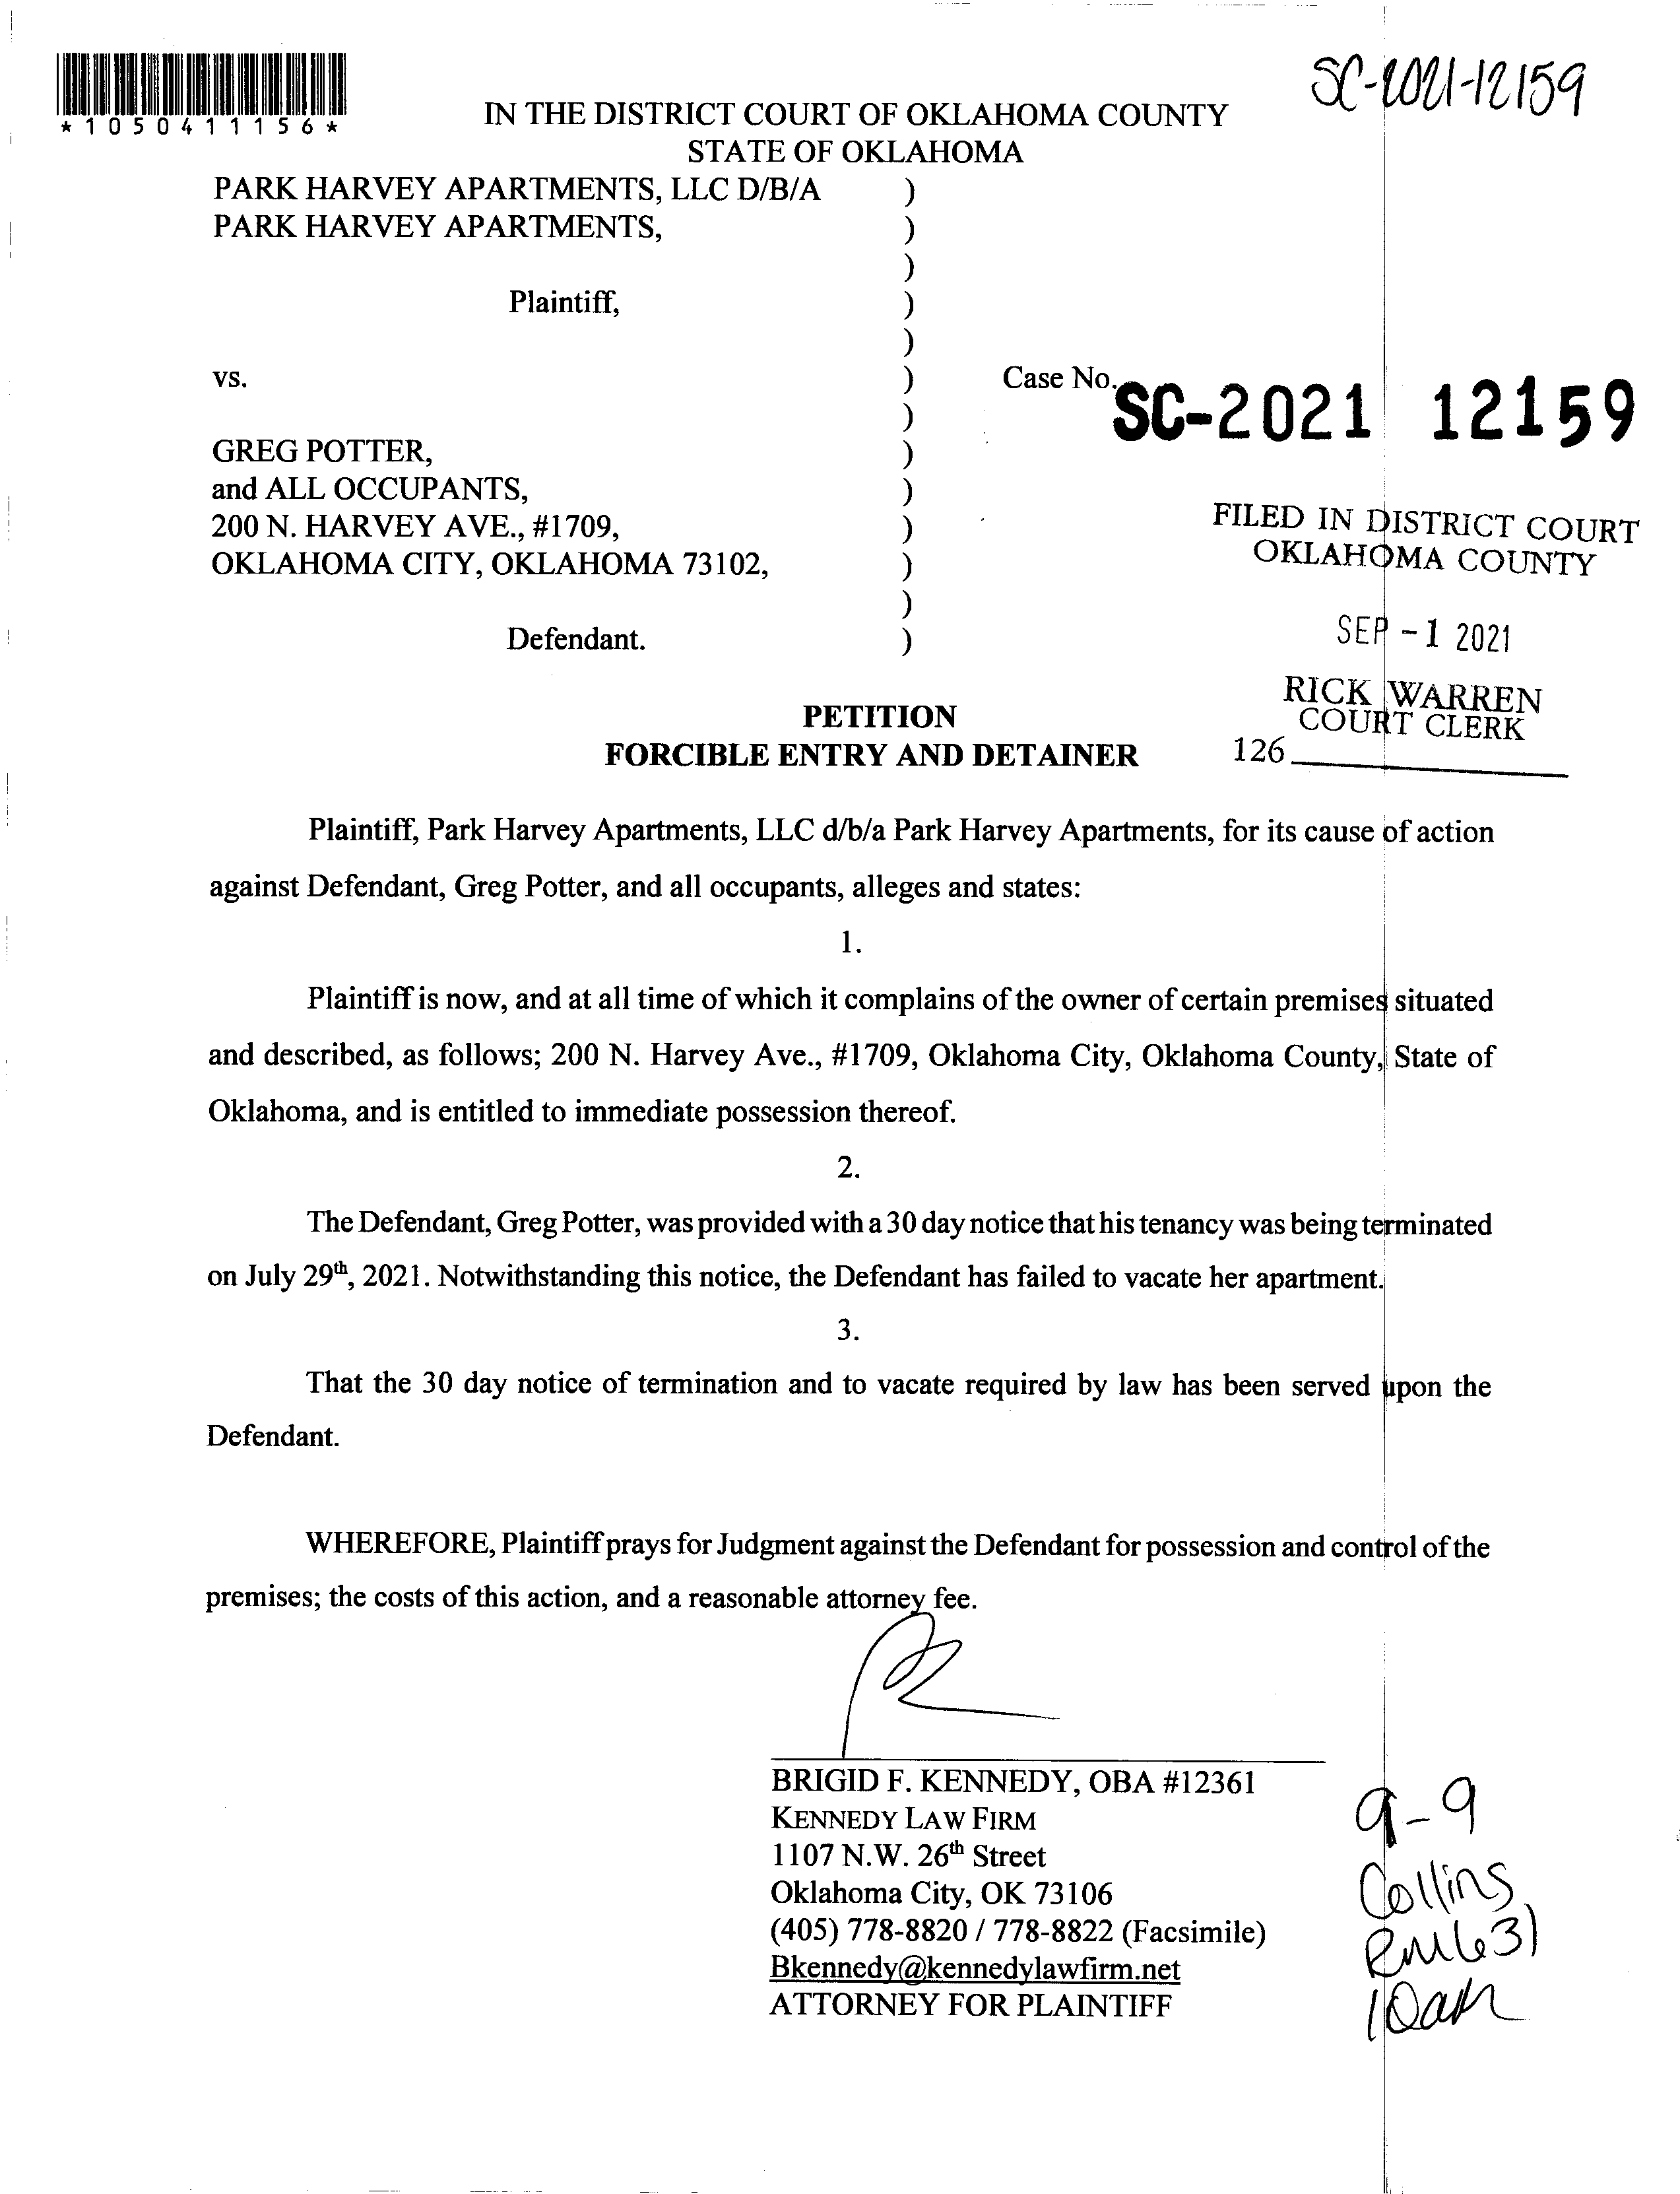 SC-2021-12159
*1050411156*
IN THE DISTRICT COURT OF OKLAHOMA COUNTY
STATE OF OKLAHOMA
PARK HARVEY APARTMENTS, LLC D/B/A )
PARK HARVEY APARTMENTS, )
)
Plaintiff, )
)
vs. ) Case No. SC-2021 12159
)
GREG POTTER, )
and ALL OCCUPANTS, )
200 N. HARVEY AVE., #1709, )
OKLAHOMA CITY, OKLAHOMA 73102, )
)
Defendant. )
FILED IN DISTRICT COURT
OKLAHOMA COUNTY
SEP -1 2021
RICK WARREN
COURT CLERK
126
PETITION
FORCIBLE ENTRY AND DETAINER
Plaintiff, Park Harvey Apartments, LLC d/b/a Park Harvey Apartments, for its cause of action
against Defendant, Greg Potter, and all occupants, alleges and states:
1.
Plaintiff is now, and at all time of which it complains of the owner of certain premises situated
and described, as follows; 200 N. Harvey Ave., #1709, Oklahoma City, Oklahoma County, State of
Oklahoma, and is entitled to immediate possession thereof.
2.
The Defendant, Greg Potter, was provided with a 30 day notice that his tenancy was being terminated
on July 29th, 2021. Notwithstanding this notice, the Defendant has failed to vacate her apartment.
3.
That the 30 day notice of termination and to vacate required by law has been served upon the
Defendant.
WHEREFORE, Plaintiff prays for Judgment against the Defendant for possession and control of the
premises; the costs of this action, and a reasonable attorney fee.
BRIGID F. KENNEDY, OBA #12361
KENNEDY LAW FIRM
1107 N.W. 26th Street
Oklahoma City, OK 73106
(405) 778-8820 / 778-8822 (Facsimile)
Bkennedy@kennedylawfirm.net
ATTORNEY FOR PLAINTIFF
9-9
Collins
Rm 631
10am